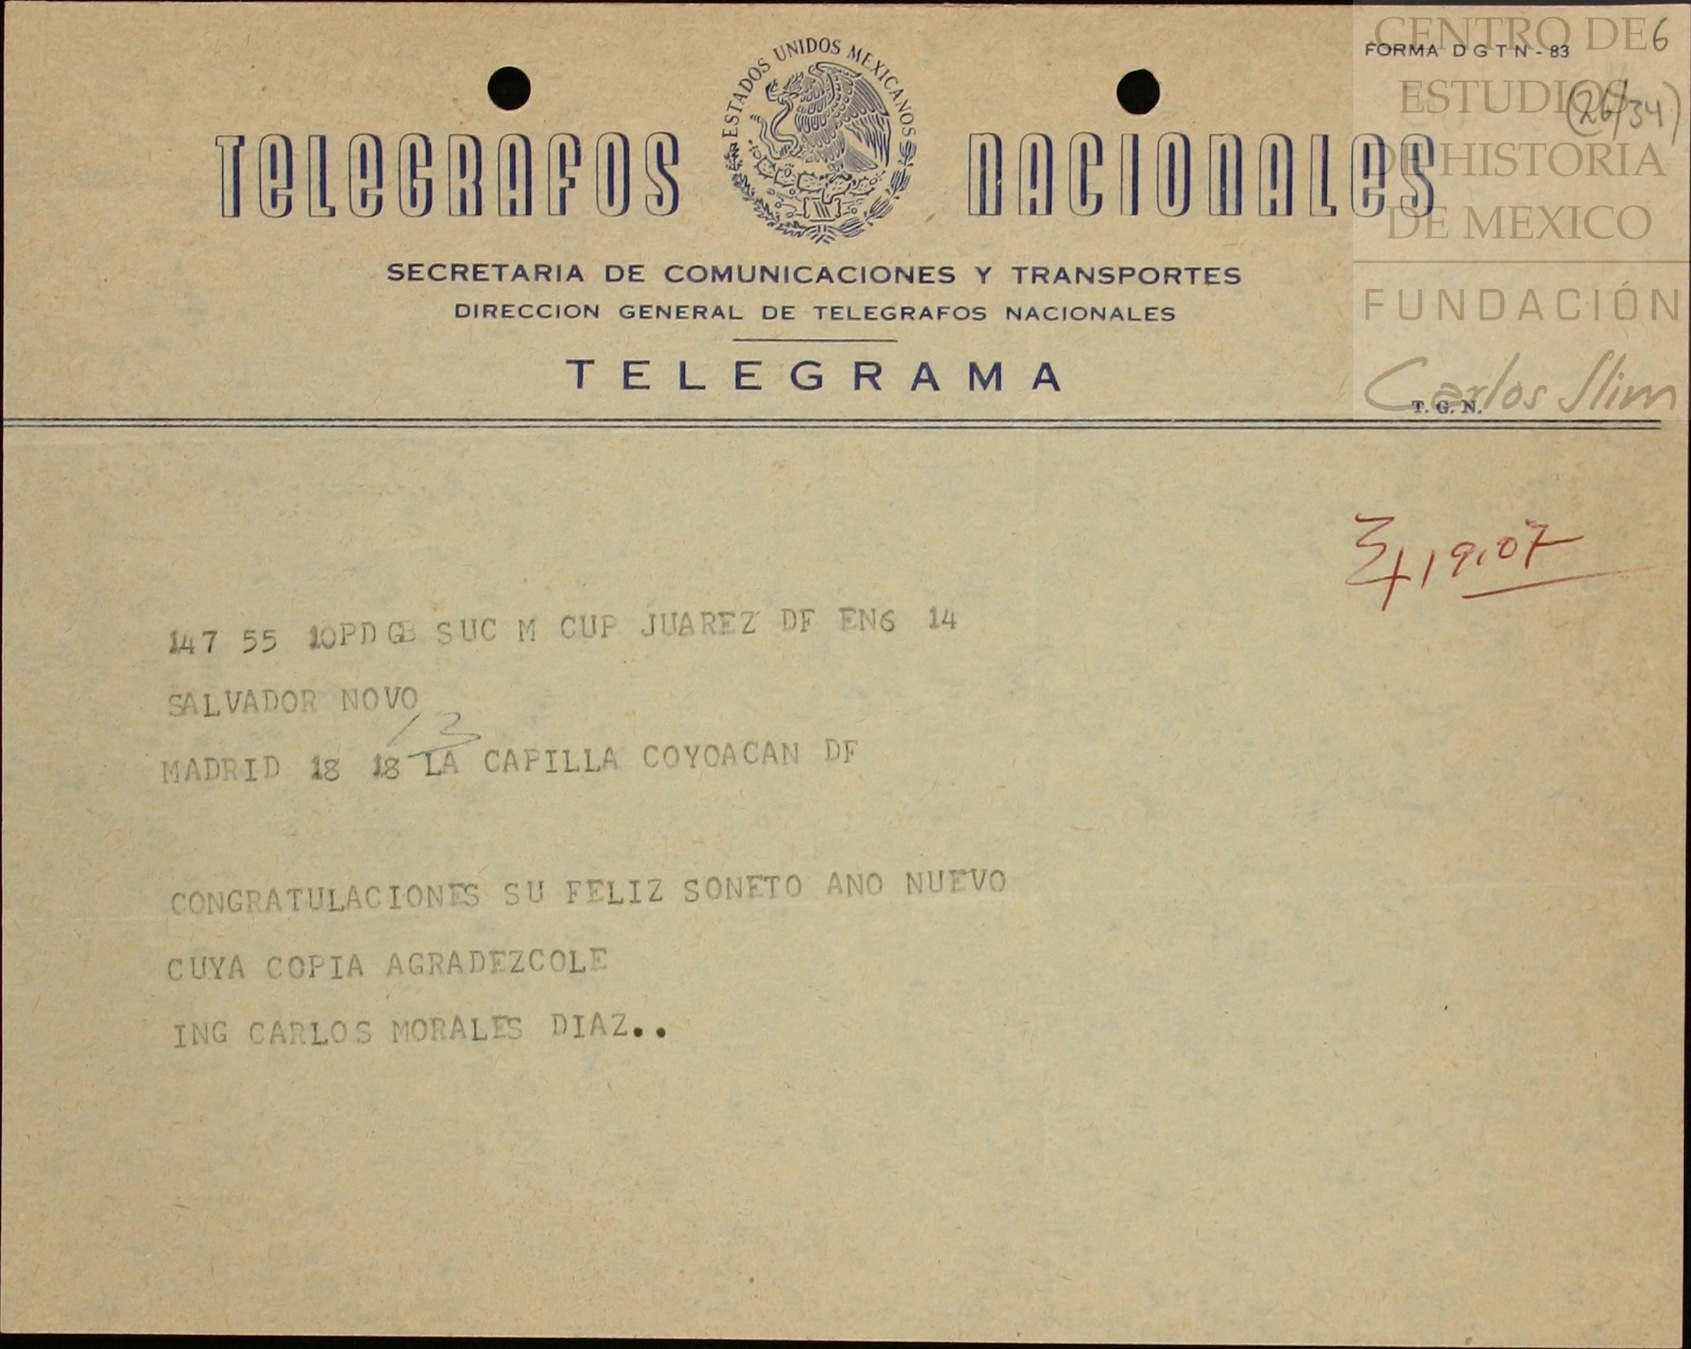 CENTRO DE
ESTUDIOS
DE HISTORIA
DE MEXICO
FUNDACIÓN
Carlos Slim
FORMA D G T N - 83
6
(26/34)
ESTADOS UNIDOS MEXICANOS
TELEGRAFOS NACIONALES
SECRETARIA DE COMUNICACIONES Y TRANSPORTES
DIRECCION GENERAL DE TELEGRAFOS NACIONALES
TELEGRAMA
T. G. N.
19.07
147 55 10PD GB SUC M CUP JUAREZ DF EN6 14
SALVADOR NOVO
13
MADRID 18 18 LA CAPILLA COYOACAN DF
CONGRATULACIONES SU FELIZ SONETO ANO NUEVO
CUYA COPIA AGRADEZCOLE
ING CARLOS MORALES DIAZ..